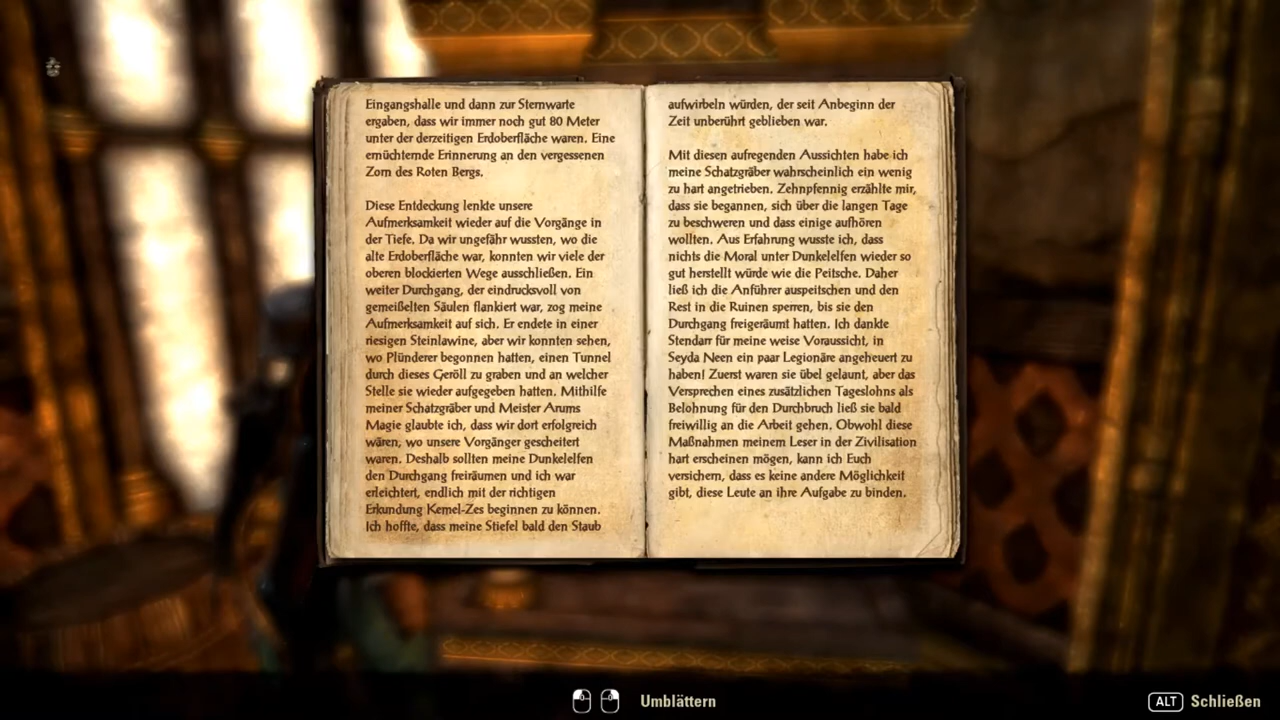 Eingangshalle und dann zur Sternwarte
ergaben, dass wir immer noch gut 80 Meter
unter der derzeitigen Erdoberfläche waren. Eine
ernüchternde Erinnerung an den vergessenen
Zorn des Roten Bergs.
Diese Entdeckung lenkte unsere
Aufmerksamkeit wieder auf die Vorgänge in
der Tiefe. Da wir ungefähr wussten, wo die
alte Erdoberfläche war, konnten wir viele der
oberen blockierten Wege ausschließen. Ein
weiter Durchgang, der eindrucksvoll von
gemeißelten Säulen flankiert war, zog meine
Aufmerksamkeit auf sich. Er endete in einer
riesigen Steinlawine, aber wir konnten sehen,
wo Plünderer begonnen hatten, einen Tunnel
durch dieses Geröll zu graben und an welcher
Stelle sie wieder aufgegeben hatten. Mithilfe
meiner Schatzgräber und Meister Arums
Magie glaubte ich, dass wir dort erfolgreich
wären, wo unsere Vorgänger gescheitert
waren. Deshalb sollten meine Dunkelelfen
den Durchgang freiräumen und ich war
erleichtert, endlich mit der richtigen
Erkundung Kemel-Zes beginnen zu können.
Ich hoffte, dass meine Stiefel bald den Staub
aufwirbeln würden, der seit Anbeginn der
Zeit unberührt geblieben war.
Mit diesen aufregenden Aussichten habe ich
meine Schatzgräber wahrscheinlich ein wenig
zu hart angetrieben. Zehnpfennig erzählte mir,
dass sie begannen, sich über die langen Tage
zu beschweren und dass einige aufhören
wollten. Aus Erfahrung wusste ich, dass
nichts die Moral unter Dunkelelfen wieder so
gut herstellt würde wie die Peitsche. Daher
ließ ich die Anführer auspeitschen und den
Rest in die Ruinen sperren, bis sie den
Durchgang freigeräumt hatten. Ich dankte
Stendarr für meine weise Voraussicht, in
Seyda Neen ein paar Legionäre angeheuert zu
haben! Zuerst waren sie übel gelaunt, aber das
Versprechen eines zusätzlichen Tageslohns als
Belohnung für den Durchbruch ließ sie bald
freiwillig an die Arbeit gehen. Obwohl diese
Maßnahmen meinem Leser in der Zivilisation
hart erscheinen mögen, kann ich Euch
versichern, dass es keine andere Möglichkeit
gibt, diese Leute an ihre Aufgabe zu binden.
Umblättern
ALT Schließen